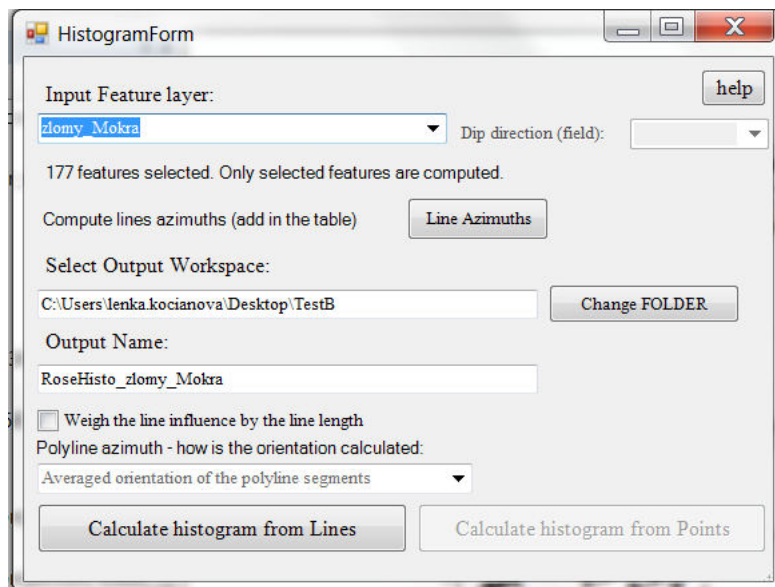 HistogramForm
Input Feature layer:
help
zlomy_Mokra
Dip direction (field):
177 features selected. Only selected features are computed.
Compute lines azimuths (add in the table)
Line Azimuths
Select Output Workspace:
C:\Users\lenka.kocianova\Desktop\TestB
Change FOLDER
Output Name:
RoseHisto_zlomy_Mokra
Weigh the line influence by the line length
Polyline azimuth - how is the orientation calculated:
Averaged orientation of the polyline segments
Calculate histogram from Lines
Calculate histogram from Points